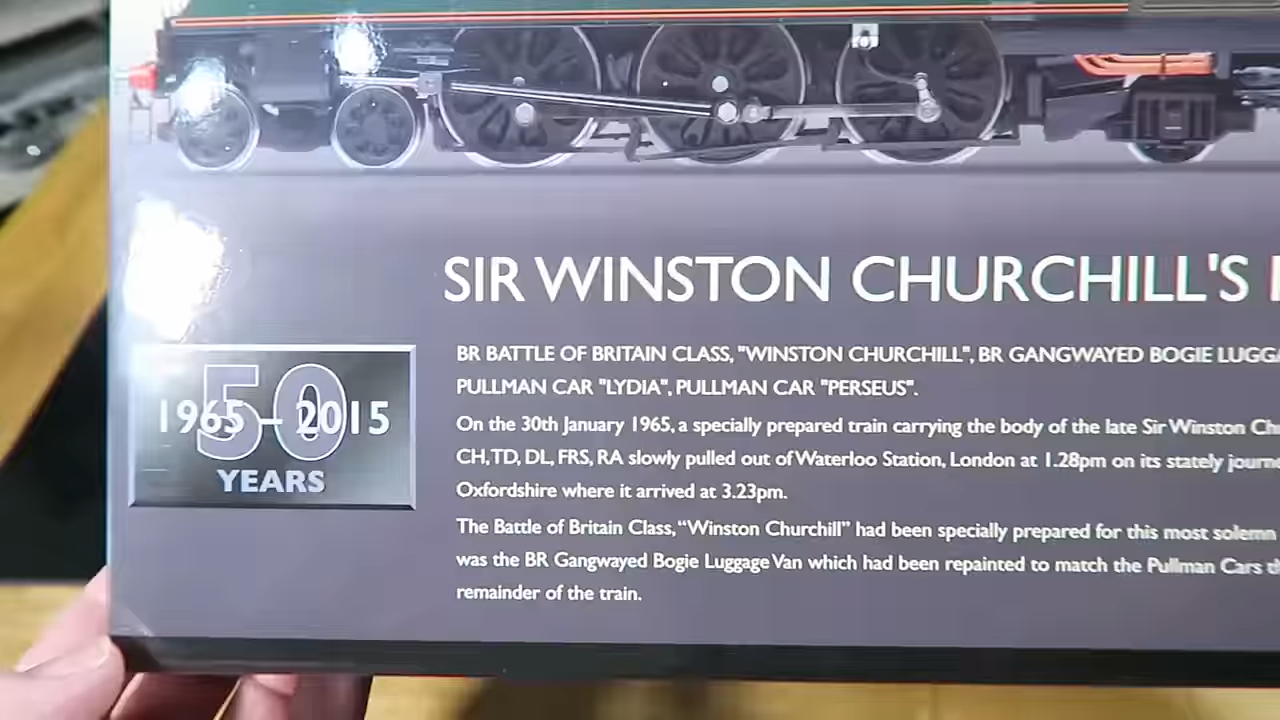 SIR WINSTON CHURCHILL'S
BR BATTLE OF BRITAIN CLASS, "WINSTON CHURCHILL", BR GANGWAYED BOGIE
PULLMAN CAR "LYDIA", PULLMAN CAR "PERSEUS".
On the 30th January 1965, a specially prepared train carrying the body of the late Sir Winston
CH, TD, DL, FRS, RA slowly pulled out of Waterloo Station, London at 1.28pm on its stately
Oxfordshire where it arrived at 3.23pm.
The Battle of Britain Class, “Winston Churchill” had been specially prepared for this most solemn
was the BR Gangwayed Bogie Luggage Van which had been repainted to match the Pullman Cars
remainder of the train.
50
1965 – 2015
YEARS